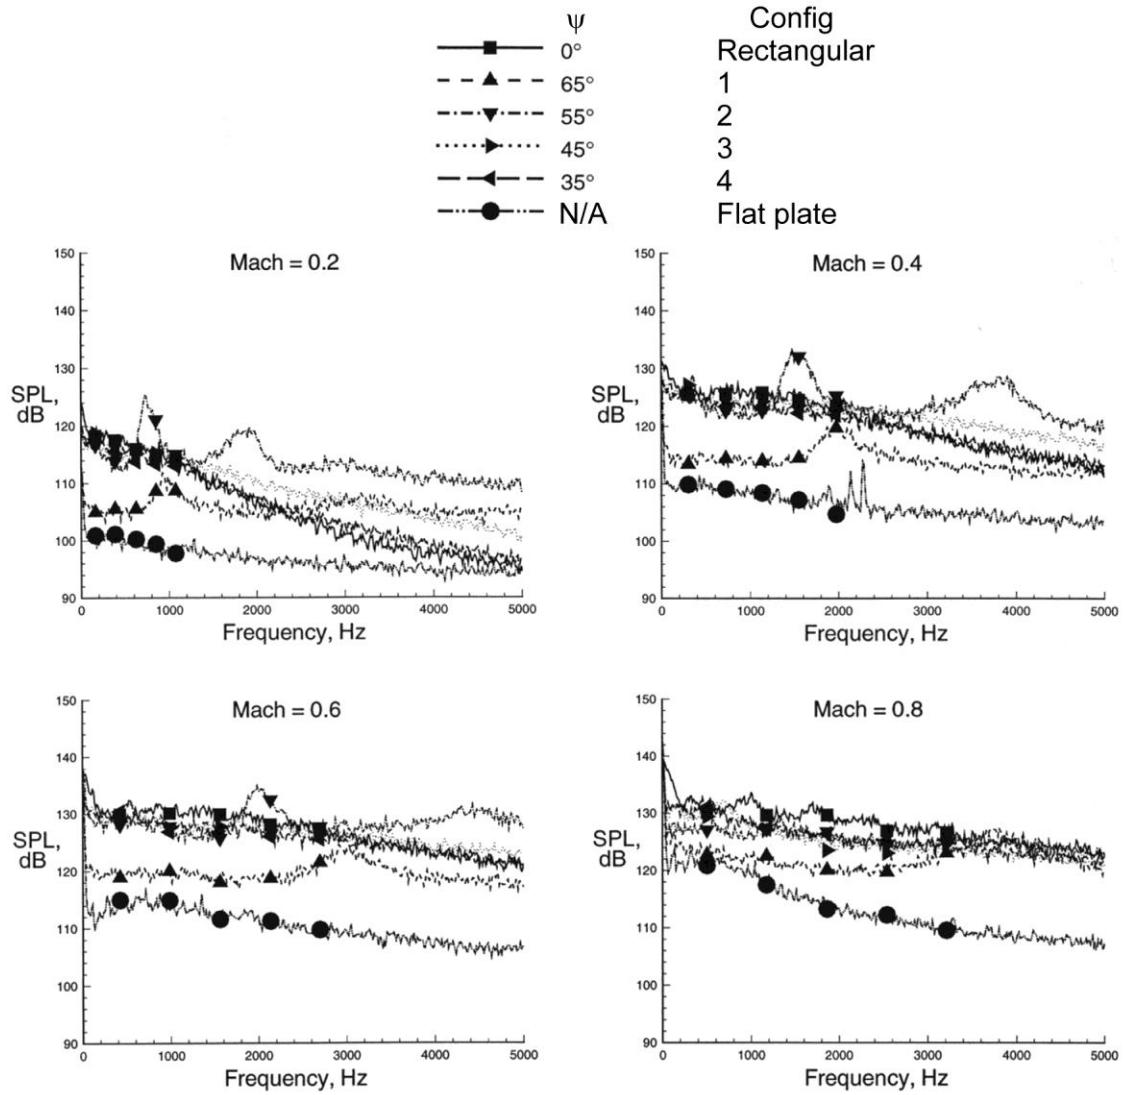 ψ Config
0° Rectangular
65° 1
55° 2
45° 3
35° 4
N/A Flat plate
Mach = 0.2
150
140
130
120
110
100
90
SPL,
dB
0 1000 2000 3000 4000 5000
Frequency, Hz
Mach = 0.4
150
140
130
120
110
100
90
SPL,
dB
0 1000 2000 3000 4000 5000
Frequency, Hz
Mach = 0.6
150
140
130
120
110
100
90
SPL,
dB
0 1000 2000 3000 4000 5000
Frequency, Hz
Mach = 0.8
150
140
130
120
110
100
90
SPL,
dB
0 1000 2000 3000 4000 5000
Frequency, Hz